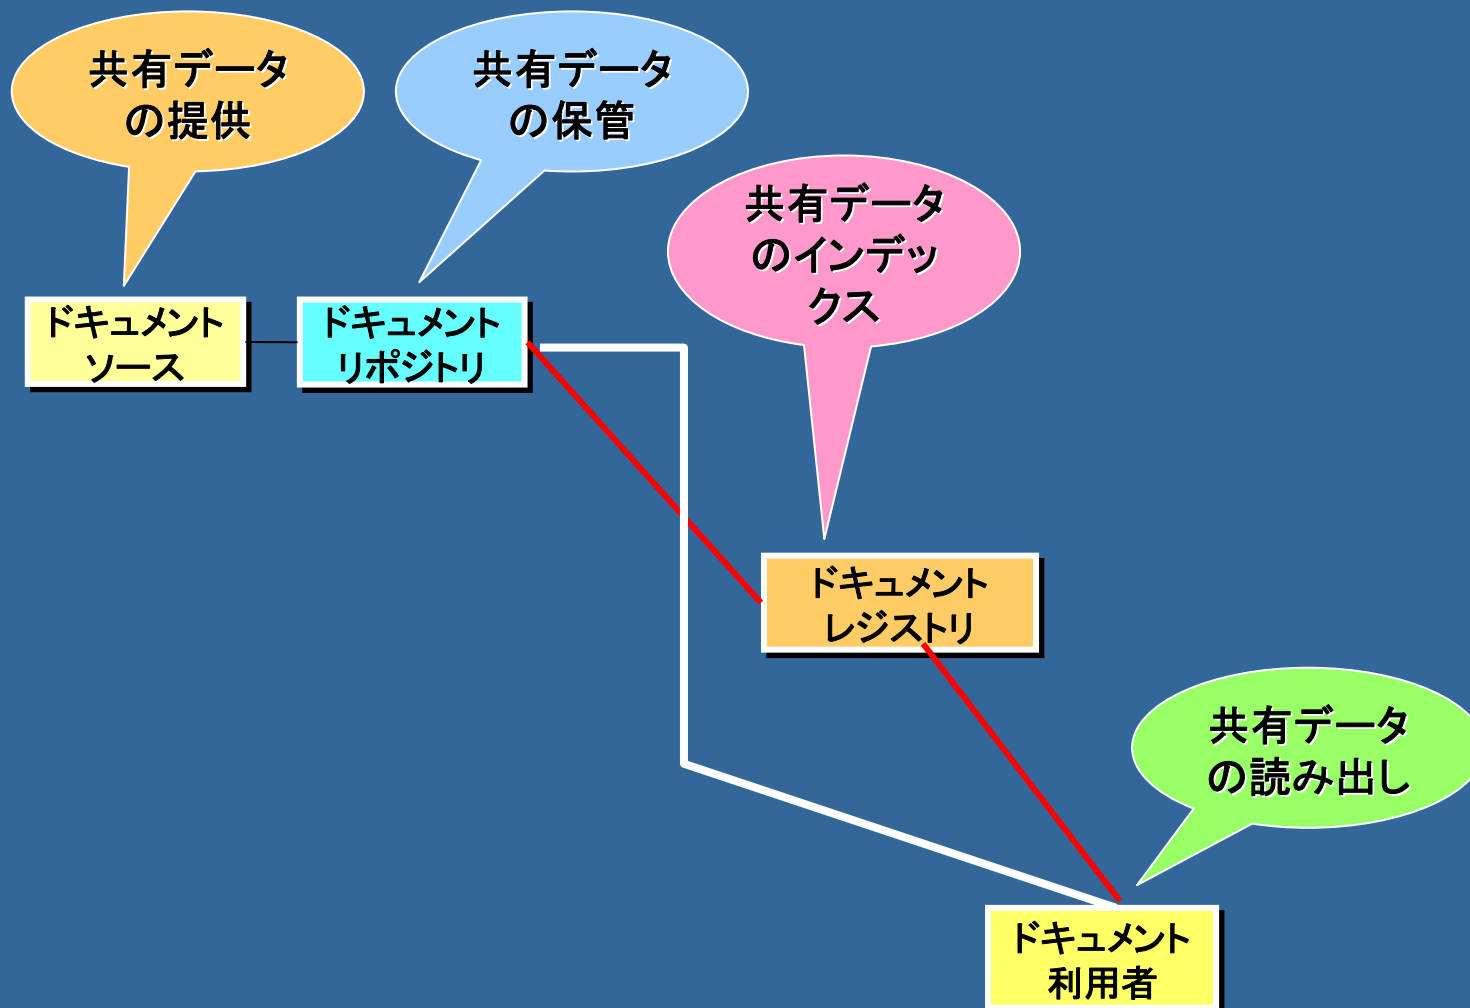 共有データ
の提供
共有データ
の保管
共有データ
のインデッ
クス
ドキュメント
ソース
ドキュメント
リポジトリ
ドキュメント
レジストリ
共有データ
の読み出し
ドキュメント
利用者